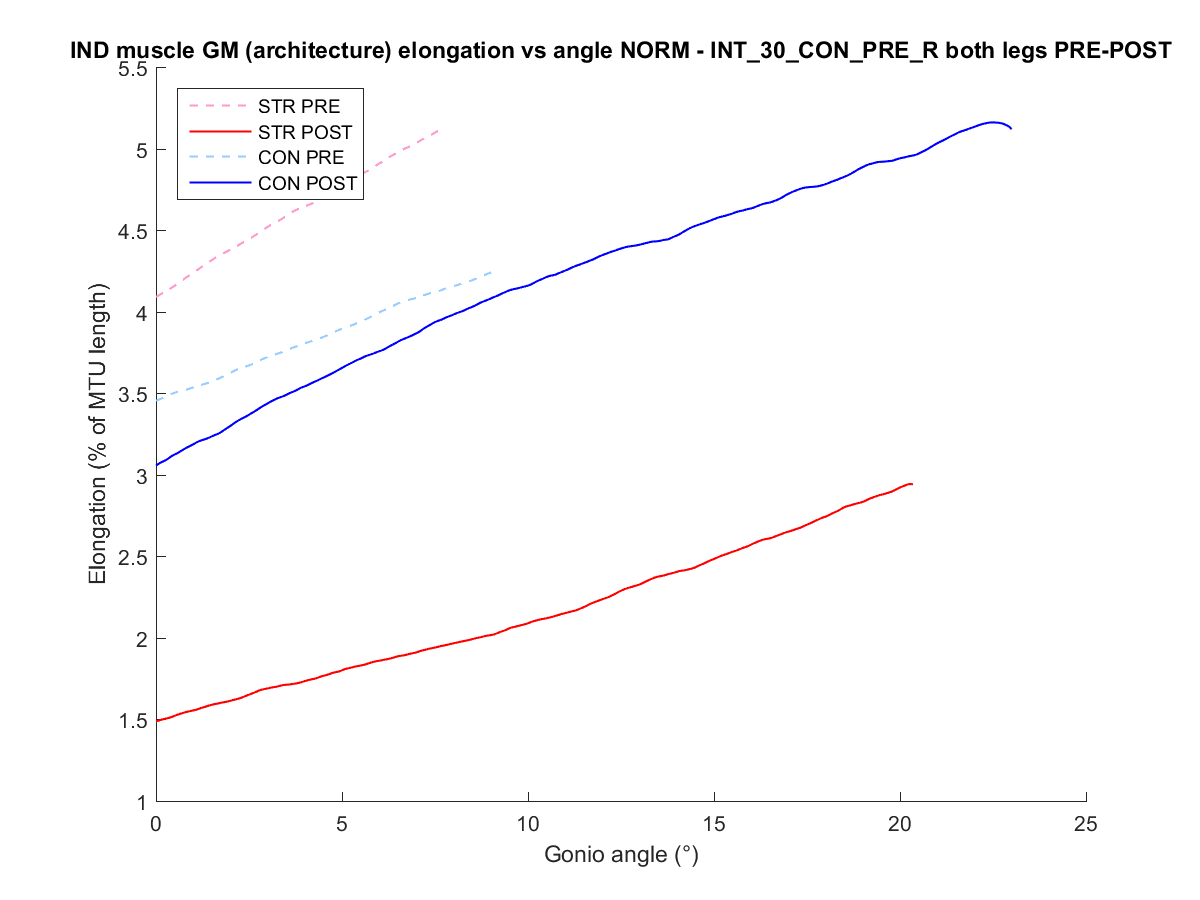 IND muscle GM (architecture) elongation vs angle NORM - INT_30_CON_PRE_R both legs PRE-POST
5.5
STR PRE
STR POST
CON PRE
CON POST
5
4.5
4
3.5
3
2.5
2
1.5
1
Elongation (% of MTU length)
0
5
10
15
20
25
Gonio angle (°)